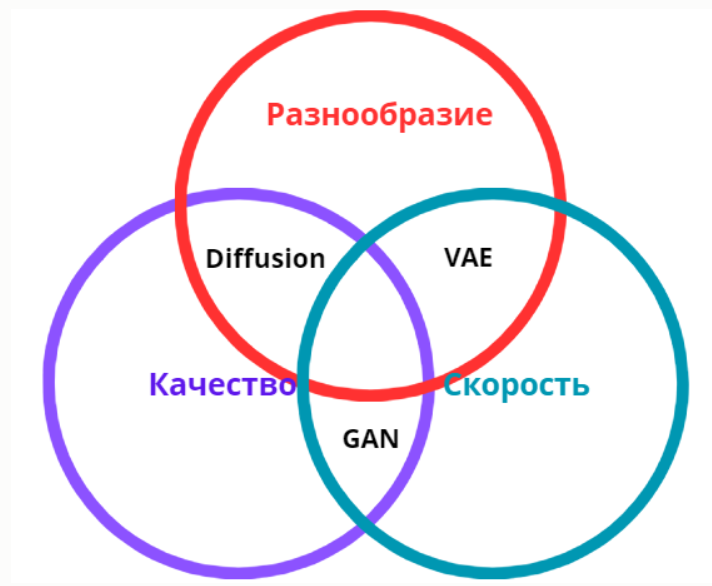 Разнообразие
Diffusion
VAE
Качество
Скорость
GAN